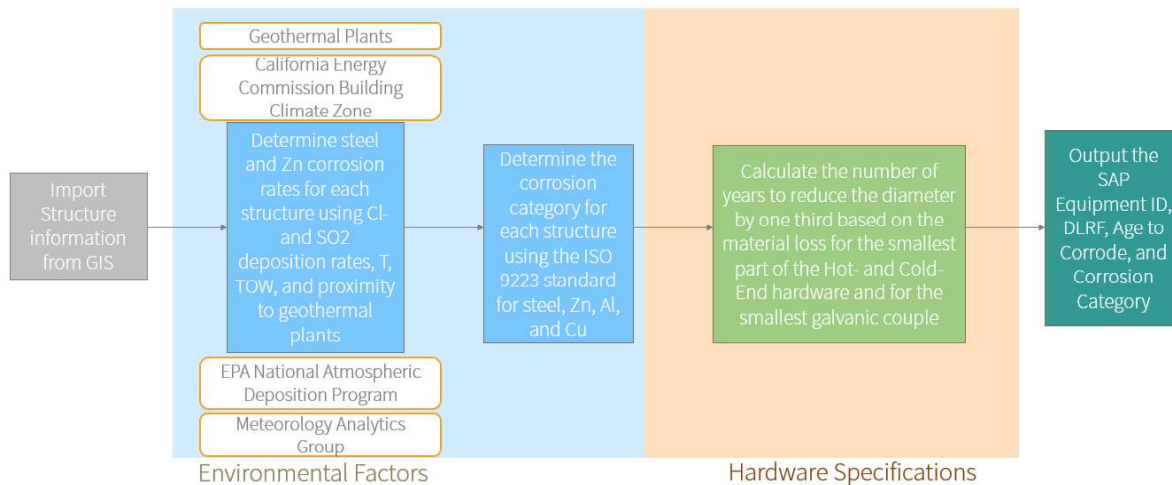 Import
Structure
information
from GIS
Geothermal Plants
California Energy
Commission Building
Climate Zone
Determine steel
and Zn corrosion
rates for each
structure using Cl-
and SO2
deposition rates, T,
TOW, and proximity
to geothermal
plants
EPA National Atmospheric
Deposition Program
Meteorology Analytics
Group
Environmental Factors
Determine the
corrosion
category for
each structure
using the ISO
9223 standard
for steel, Zn, Al,
and Cu
Calculate the number of
years to reduce the diameter
by one third based on the
material loss for the smallest
part of the Hot- and Cold-
End hardware and for the
smallest galvanic couple
Hardware Specifications
Output the
SAP
Equipment ID,
DLRF, Age to
Corrode, and
Corrosion
Category